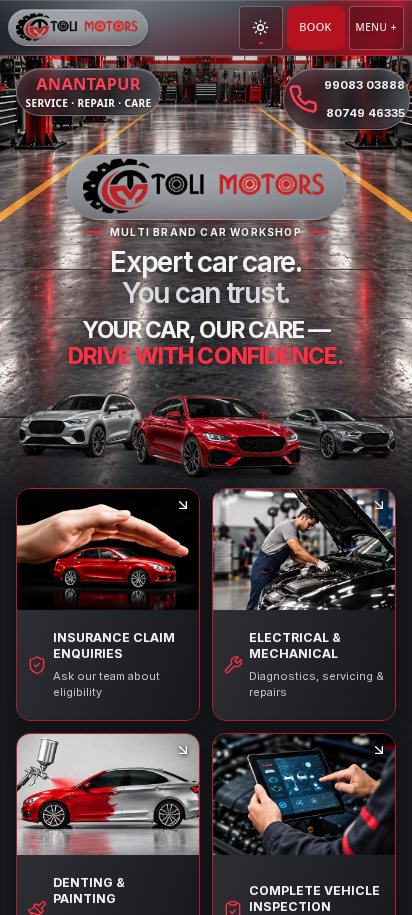 TOLI MOTORS
BOOK
MENU +
ANANTAPUR
SERVICE · REPAIR · CARE
99083 03888
80749 46335
TOLI MOTORS
MULTI BRAND CAR WORKSHOP
Expert car care.
You can trust.
YOUR CAR, OUR CARE —
DRIVE WITH CONFIDENCE.
INSURANCE CLAIM
ENQUIRIES
Ask our team about
eligibility
ELECTRICAL &
MECHANICAL
Diagnostics, servicing &
repairs
DENTING &
PAINTING
COMPLETE VEHICLE
INSPECTION